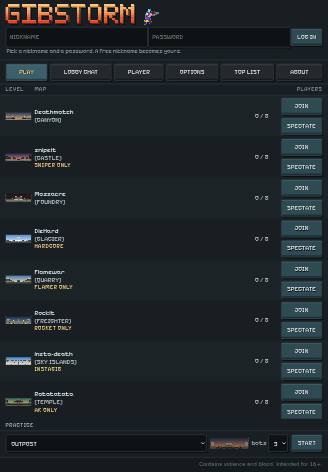 GIBSTORM
NICKNAME PASSWORD LOG IN
Pick a nickname and a password. A free nickname becomes yours.
PLAY LOBBY CHAT PLAYER OPTIONS TOP LIST ABOUT
LEVEL MAP PLAYERS
Deathmatch
(CANYON)
0 / 8
JOIN
SPECTATE
snipeit
(CASTLE)
SNIPER ONLY
0 / 8
JOIN
SPECTATE
Mazzacre
(FOUNDRY)
0 / 8
JOIN
SPECTATE
DieHard
(GLACIER)
HARDCORE
0 / 8
JOIN
SPECTATE
Flamewar
(QUARRY)
FLAMER ONLY
0 / 8
JOIN
SPECTATE
Rockit
(FREIGHTER)
ROCKET ONLY
0 / 8
JOIN
SPECTATE
Insta-death
(SKY ISLANDS)
INSTAGIB
0 / 8
JOIN
SPECTATE
Ratatatata
(TEMPLE)
AK ONLY
0 / 8
JOIN
SPECTATE
PRACTISE
OUTPOST bots 3 START
Contains violence and blood. Intended for 16+.